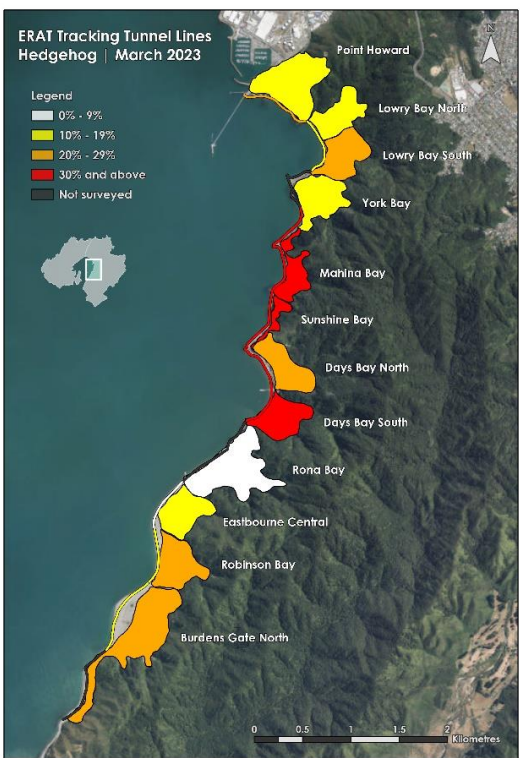 ERAT Tracking Tunnel Lines
Hedgehog | March 2023
Legend
0% - 9%
10% - 19%
20% - 29%
30% and above
Not surveyed
N
Point Howard
Lowry Bay North
Lowry Bay South
York Bay
Mahina Bay
Sunshine Bay
Days Bay North
Days Bay South
Rona Bay
Eastbourne Central
Robinson Bay
Burdens Gate North
0 0.5 1 1.5 2
Kilometres